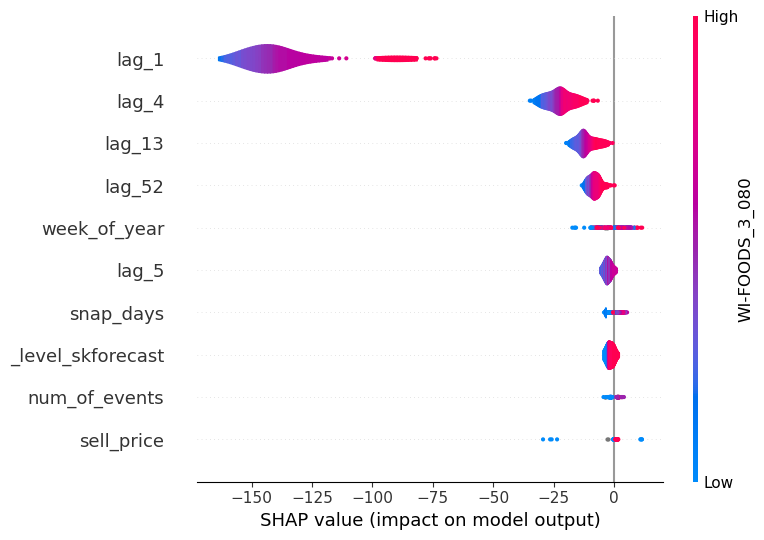 High
lag_1
lag_4
lag_13
lag_52
week_of_year
lag_5
snap_days
_level_skforecast
num_of_events
sell_price
WI-FOODS_3_080
Low
−150 −125 −100 −75 −50 −25 0
SHAP value (impact on model output)